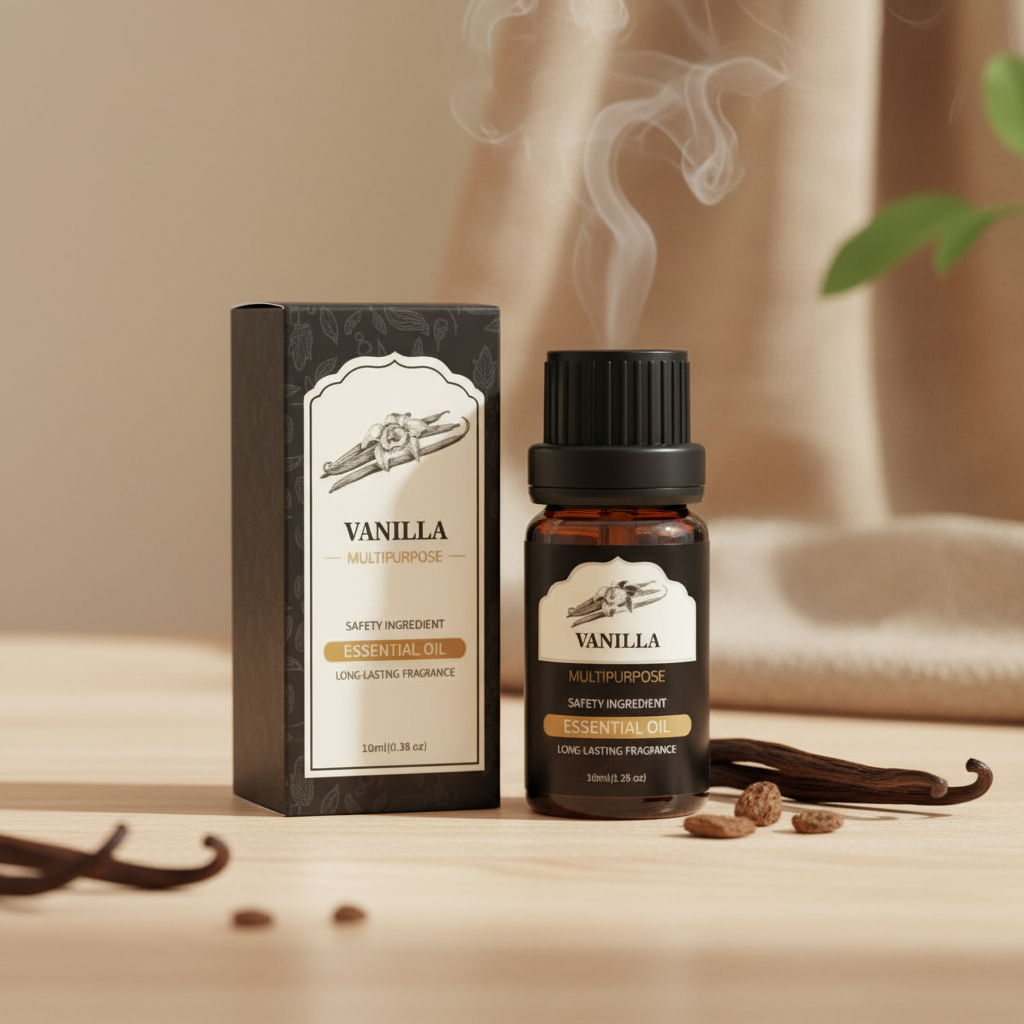 VANILLA
MULTIPURPOSE
SAFETY INGREDIENT
ESSENTIAL OIL
LONG-LASTING FRAGRANCE
10ml(0.38 oz)
VANILLA
MULTIPURPOSE
SAFETY INGREDIENT
ESSENTIAL OIL
LONG LASTING FRAGRANCE